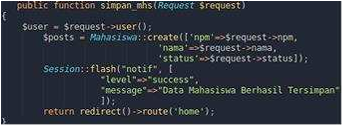 public function simpan_mhs(Request $request)
{
$user = $request->user();
$posts = Mahasiswa::create(['npm'=>$request->npm,
'nama'=>$request->nama,
'status'=>$request->status]);
Session::flash("notif", [
"level"=>"success",
"message"=>"Data Mahasiswa Berhasil Tersimpan"
]);
return redirect()->route('home');
}